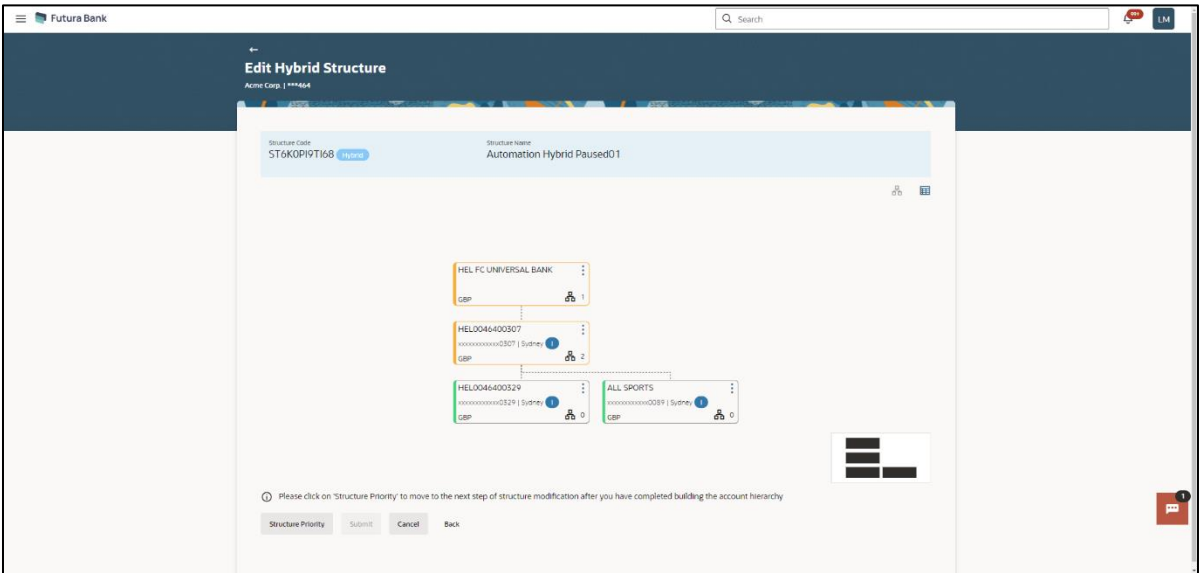 Futura Bank
Search
99+
LM
Edit Hybrid Structure
Acme Corp. | ***464
Structure Code
Structure Name
ST6K0PI9TI68 Hybrid
Automation Hybrid Paused01
HEL FC UNIVERSAL BANK
GBP 1
HEL0046400307
xxxxxxxxxxxx0307 | Sydney I
GBP 2
HEL0046400329
xxxxxxxxxxxx0329 | Sydney I
GBP 0
ALL SPORTS
xxxxxxxxxxxx0089 | Sydney I
GBP 0
Please click on 'Structure Priority' to move to the next step of structure modification after you have completed building the account hierarchy
Structure Priority Submit Cancel Back
1